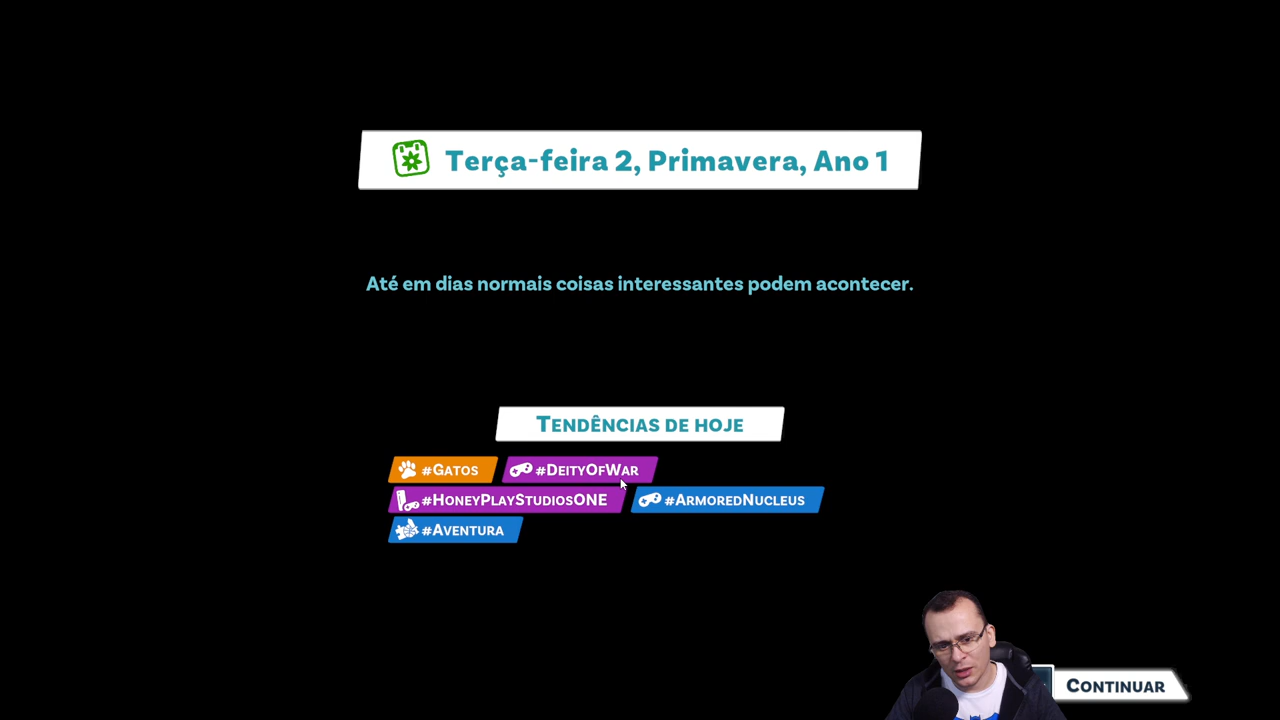 Terça-feira 2, Primavera, Ano 1
Até em dias normais coisas interessantes podem acontecer.
Tendências de hoje
#Gatos #DeityOfWar
#HoneyPlayStudiosONE #ArmoredNucleus
#Aventura
Continuar